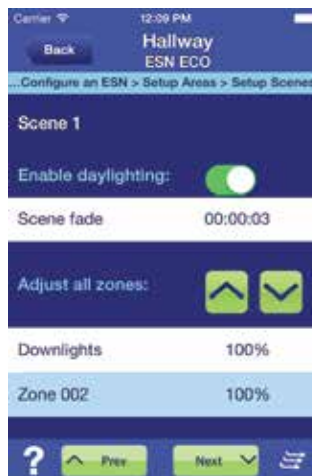 Carrier 12:09 PM
Back
Hallway
ESN ECO
...Configure an ESN > Setup Areas > Setup Scenes
Scene 1
Enable daylighting:
Scene fade 00:00:03
Adjust all zones:
Downlights 100%
Zone 002 100%
? Prev Next